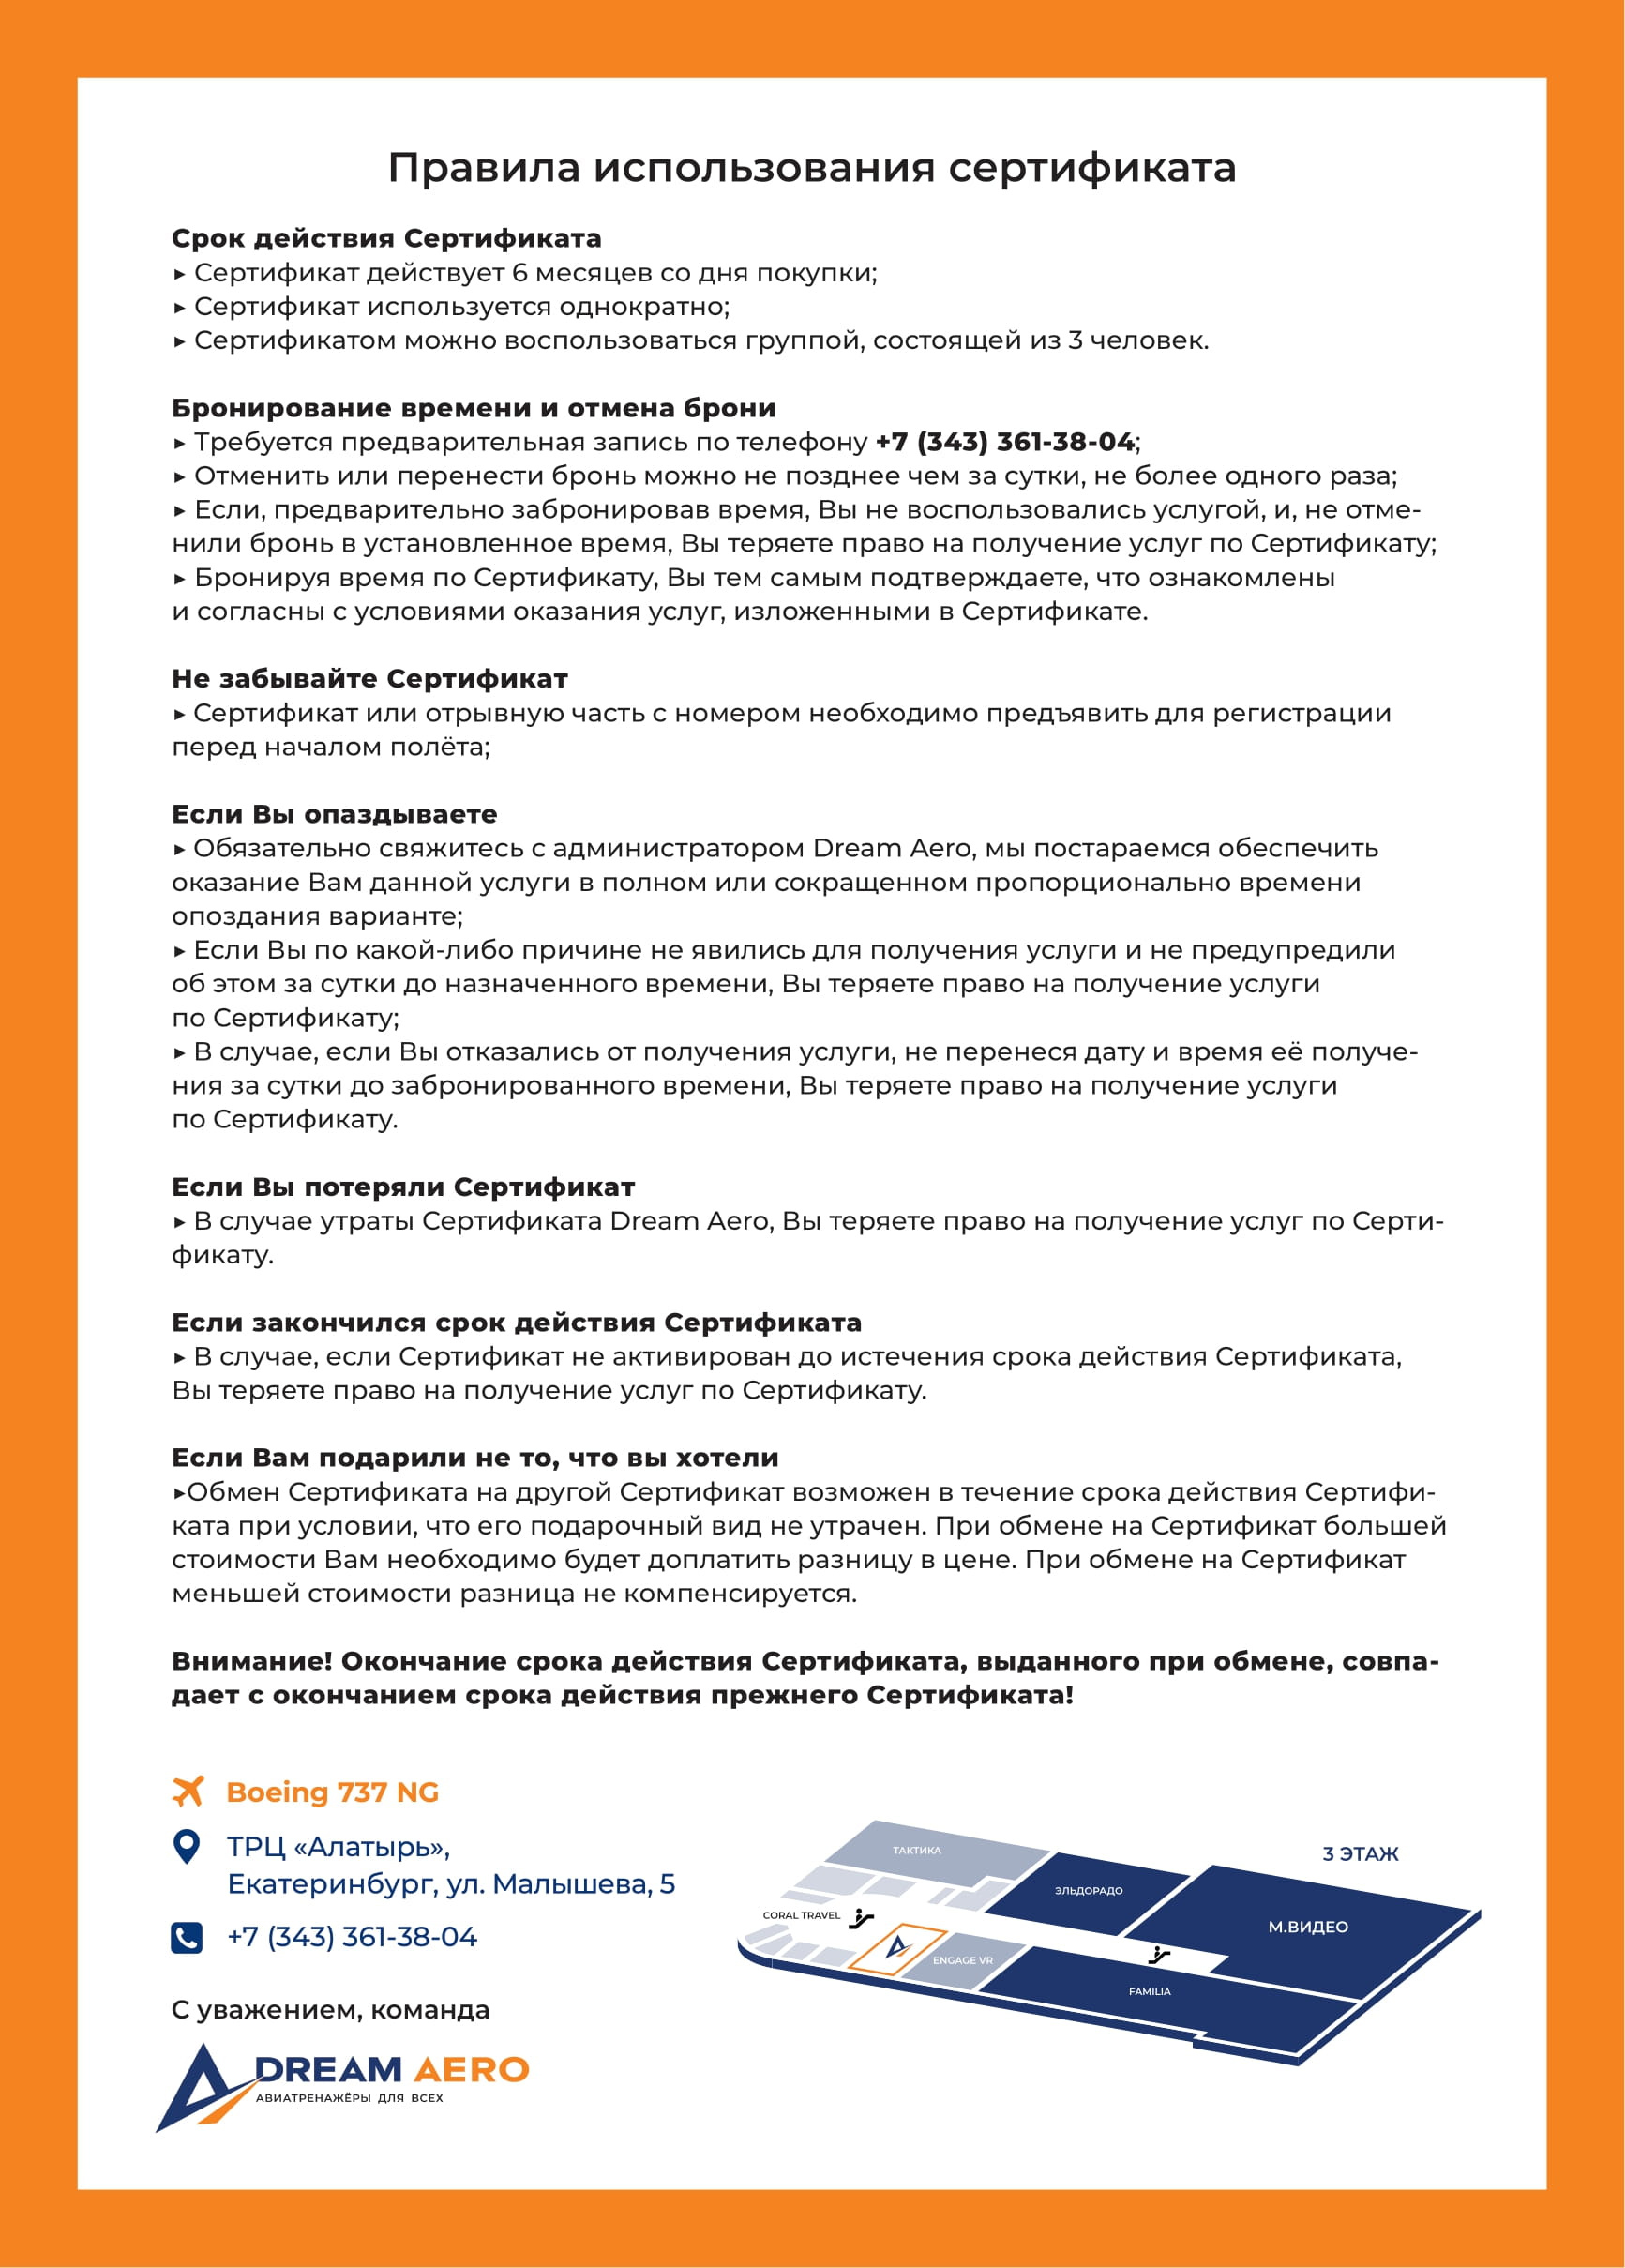 Правила использования сертификата
Срок действия Сертификата
▸ Сертификат действует 6 месяцев со дня покупки;
▸ Сертификат используется однократно;
▸ Сертификатом можно воспользоваться группой, состоящей из 3 человек.
Бронирование времени и отмена брони
▸ Требуется предварительная запись по телефону +7 (343) 361-38-04;
▸ Отменить или перенести бронь можно не позднее чем за сутки, не более одного раза;
▸ Если, предварительно забронировав время, Вы не воспользовались услугой, и, не отме-
нили бронь в установленное время, Вы теряете право на получение услуг по Сертификату;
▸ Бронируя время по Сертификату, Вы тем самым подтверждаете, что ознакомлены
и согласны с условиями оказания услуг, изложенными в Сертификате.
Не забывайте Сертификат
▸ Сертификат или отрывную часть с номером необходимо предъявить для регистрации
перед началом полёта;
Если Вы опаздываете
▸ Обязательно свяжитесь с администратором Dream Aero, мы постараемся обеспечить
оказание Вам данной услуги в полном или сокращенном пропорционально времени
опоздания варианте;
▸ Если Вы по какой-либо причине не явились для получения услуги и не предупредили
об этом за сутки до назначенного времени, Вы теряете право на получение услуги
по Сертификату;
▸ В случае, если Вы отказались от получения услуги, не перенеся дату и время её получе-
ния за сутки до забронированного времени, Вы теряете право на получение услуги
по Сертификату.
Если Вы потеряли Сертификат
▸ В случае утраты Сертификата Dream Aero, Вы теряете право на получение услуг по Серти-
фикату.
Если закончился срок действия Сертификата
▸ В случае, если Сертификат не активирован до истечения срока действия Сертификата,
Вы теряете право на получение услуг по Сертификату.
Если Вам подарили не то, что вы хотели
▸Обмен Сертификата на другой Сертификат возможен в течение срока действия Сертифи-
ката при условии, что его подарочный вид не утрачен. При обмене на Сертификат большей
стоимости Вам необходимо будет доплатить разницу в цене. При обмене на Сертификат
меньшей стоимости разница не компенсируется.
Внимание! Окончание срока действия Сертификата, выданного при обмене, совпа-
дает с окончанием срока действия прежнего Сертификата!
Boeing 737 NG
ТРЦ «Алатырь»,
Екатеринбург, ул. Малышева, 5
+7 (343) 361-38-04
С уважением, команда
DREAM AERO
АВИАТРЕНАЖЁРЫ ДЛЯ ВСЕХ
3 ЭТАЖ
ТАКТИКА
ЭЛЬДОРАДО
CORAL TRAVEL
М.ВИДЕО
ENGAGE VR
FAMILIA